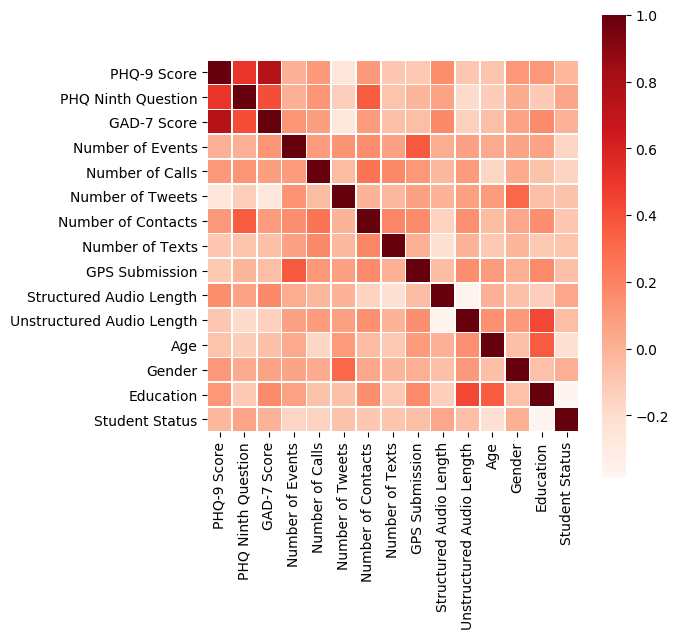 PHQ-9 Score
PHQ Ninth Question
GAD-7 Score
Number of Events
Number of Calls
Number of Tweets
Number of Contacts
Number of Texts
GPS Submission
Structured Audio Length
Unstructured Audio Length
Age
Gender
Education
Student Status
PHQ-9 Score
PHQ Ninth Question
GAD-7 Score
Number of Events
Number of Calls
Number of Tweets
Number of Contacts
Number of Texts
GPS Submission
Structured Audio Length
Unstructured Audio Length
Age
Gender
Education
Student Status
1.0
0.8
0.6
0.4
0.2
0.0
−0.2